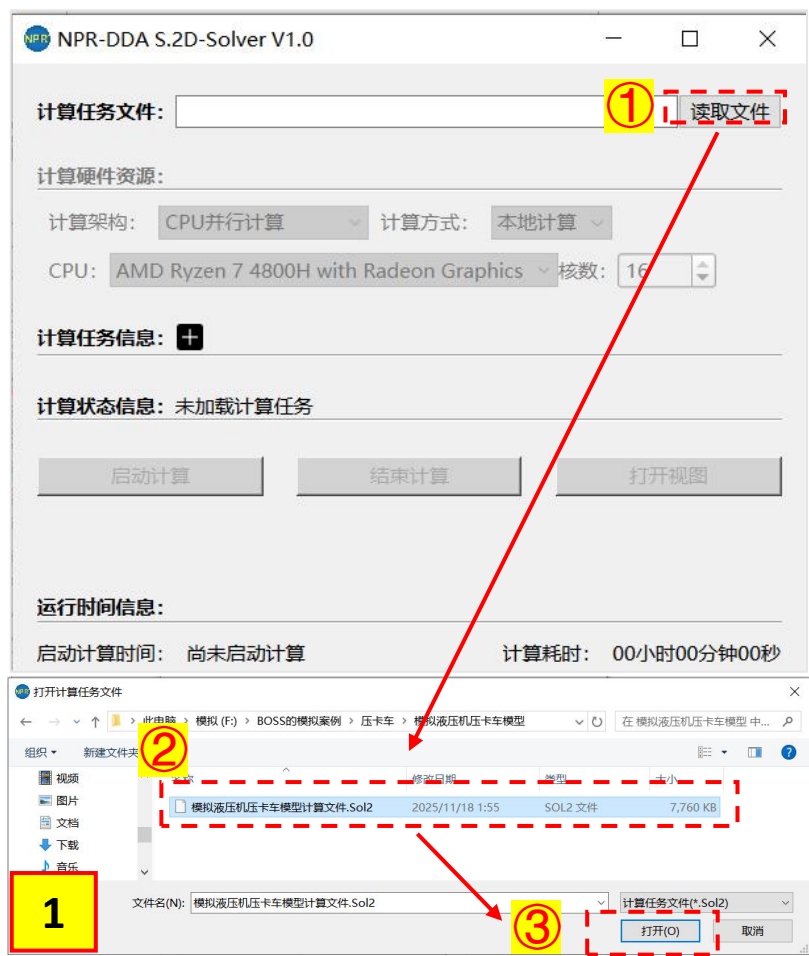 NPR NPR-DDA S.2D-Solver V1.0
计算任务文件: ① 读取文件
计算硬件资源:
计算架构: CPU并行计算 计算方式: 本地计算
CPU: AMD Ryzen 7 4800H with Radeon Graphics 核数: 16
计算任务信息:
计算状态信息: 未加载计算任务
启动计算 结束计算 打开视图
运行时间信息:
启动计算时间: 尚未启动计算 计算耗时: 00小时00分钟00秒
打开计算任务文件
此电脑 > 模拟 (F:) > BOSS的模拟案例 > 压卡车 > 模拟液压机压卡车模型 在 模拟液压机压卡车模型 中...
组织 新建文件夹 ②
视频 名称 修改日期 类型 大小
图片 模拟液压机压卡车模型计算文件.Sol2 2025/11/18 1:55 SOL2 文件 7,760 KB
文档
下载
音乐
文件名(N): 模拟液压机压卡车模型计算文件.Sol2 计算任务文件(*.Sol2)
1 ③ 打开(O) 取消